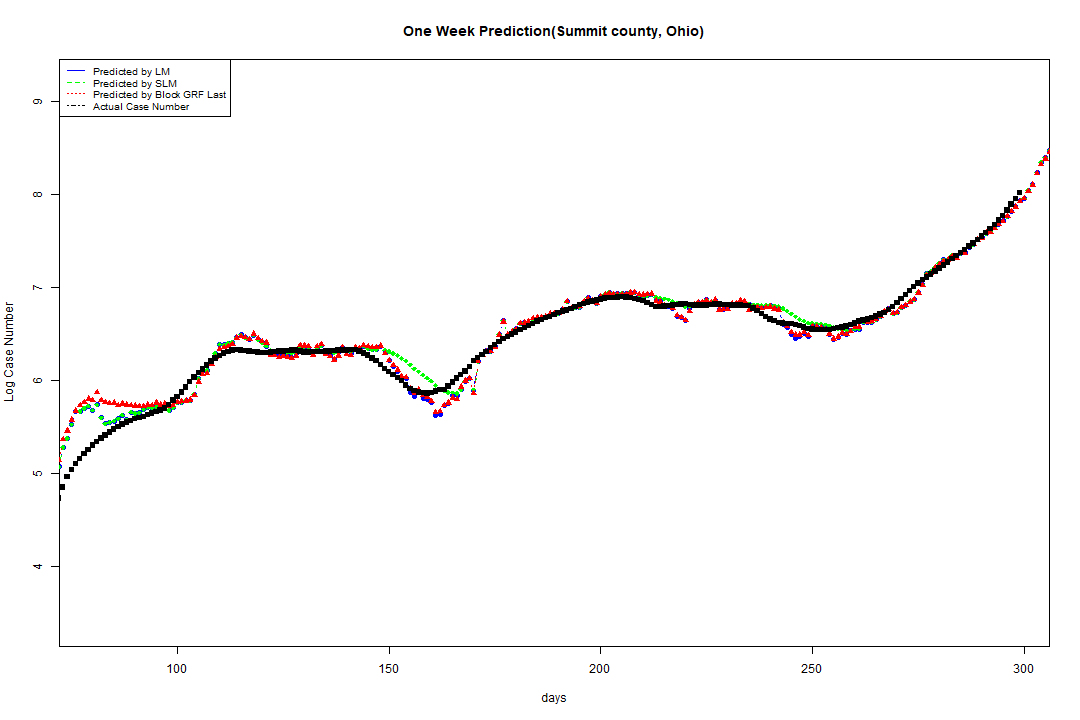 One Week Prediction(Summit county, Ohio)
Predicted by LM
Predicted by SLM
Predicted by Block GRF Last
Actual Case Number
9
8
7
6
5
4
Log Case Number
100 150 200 250 300
days